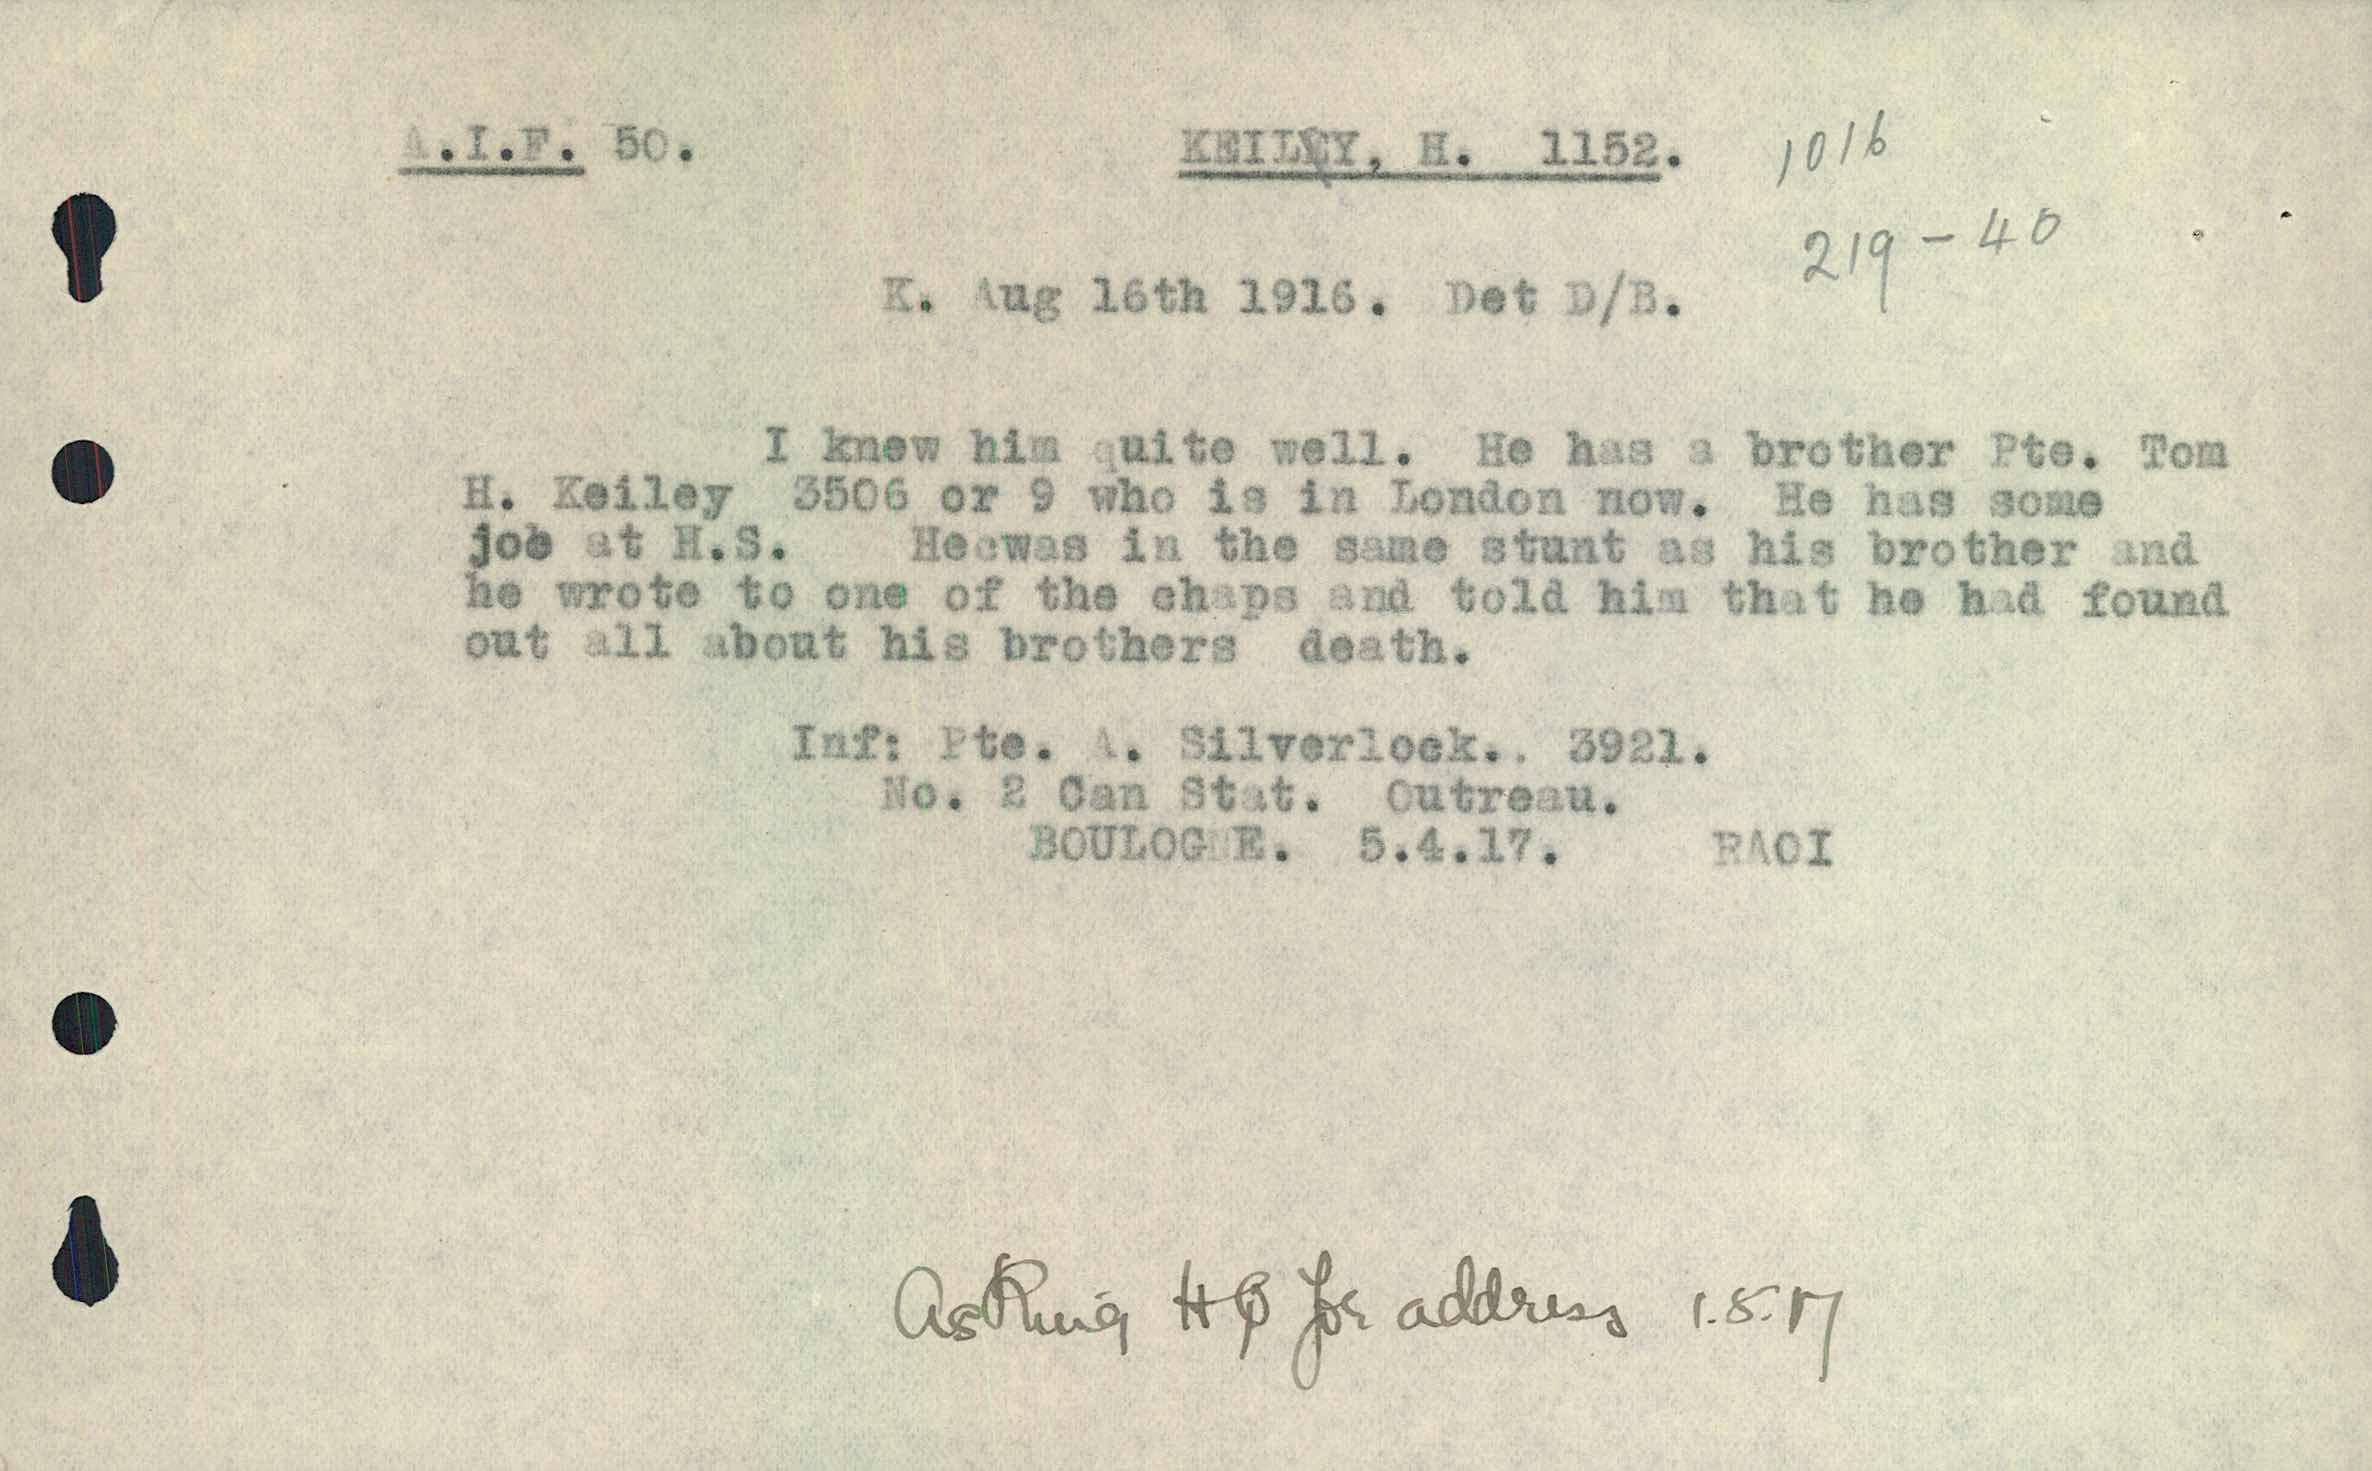 A.I.F. 50.
KEILEY, H. 1152.
1016
219-40
K. Aug 16th 1916. Det D/B.
I knew him quite well. He has a brother Pte. Tom
H. Keiley 3506 or 9 who is in London now. He has some
job at H.S. Heewas in the same stunt as his brother and
he wrote to one of the chaps and told him that he had found
out all about his brothers death.
Inf: Pte. A. Silverlock.. 3921.
No. 2 Can Stat. Outreau.
BOULOGNE. 5.4.17. RACI
Asking HQ for address 1.5.17